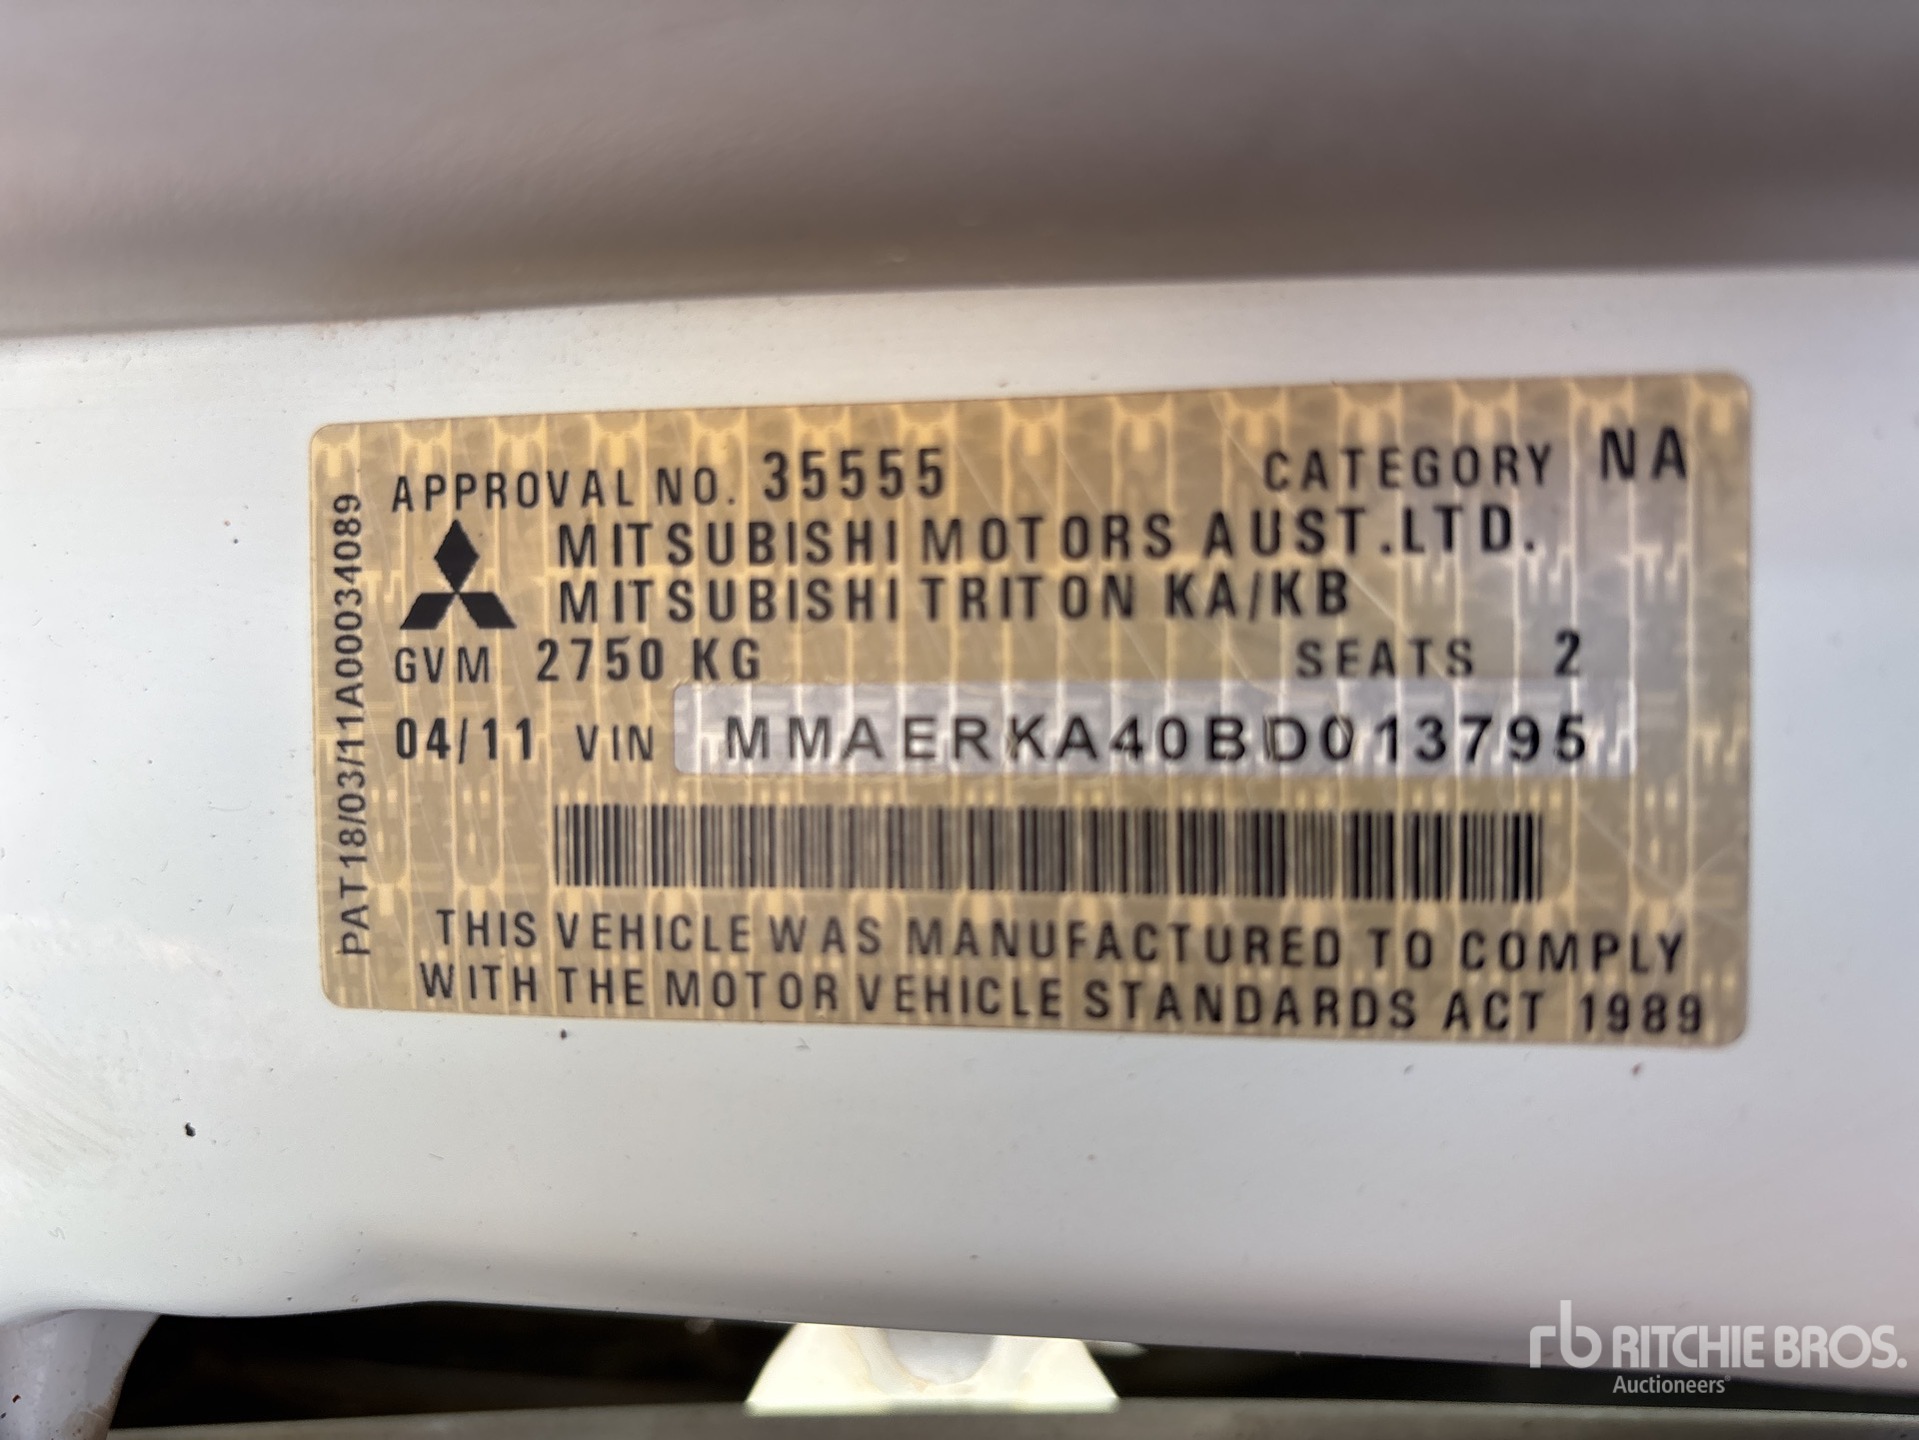 APPROVAL NO. 35555 CATEGORY NA
MITSUBISHI MOTORS AUST.LTD.
MITSUBISHI TRITON KA/KB
GVM 2750 KG SEATS 2
04/11 VIN MMAERKA40BD013795
THIS VEHICLE WAS MANUFACTURED TO COMPLY
WITH THE MOTOR VEHICLE STANDARDS ACT 1989
PAT18/03/11A00034089
rb RITCHIE BROS.
Auctioneers